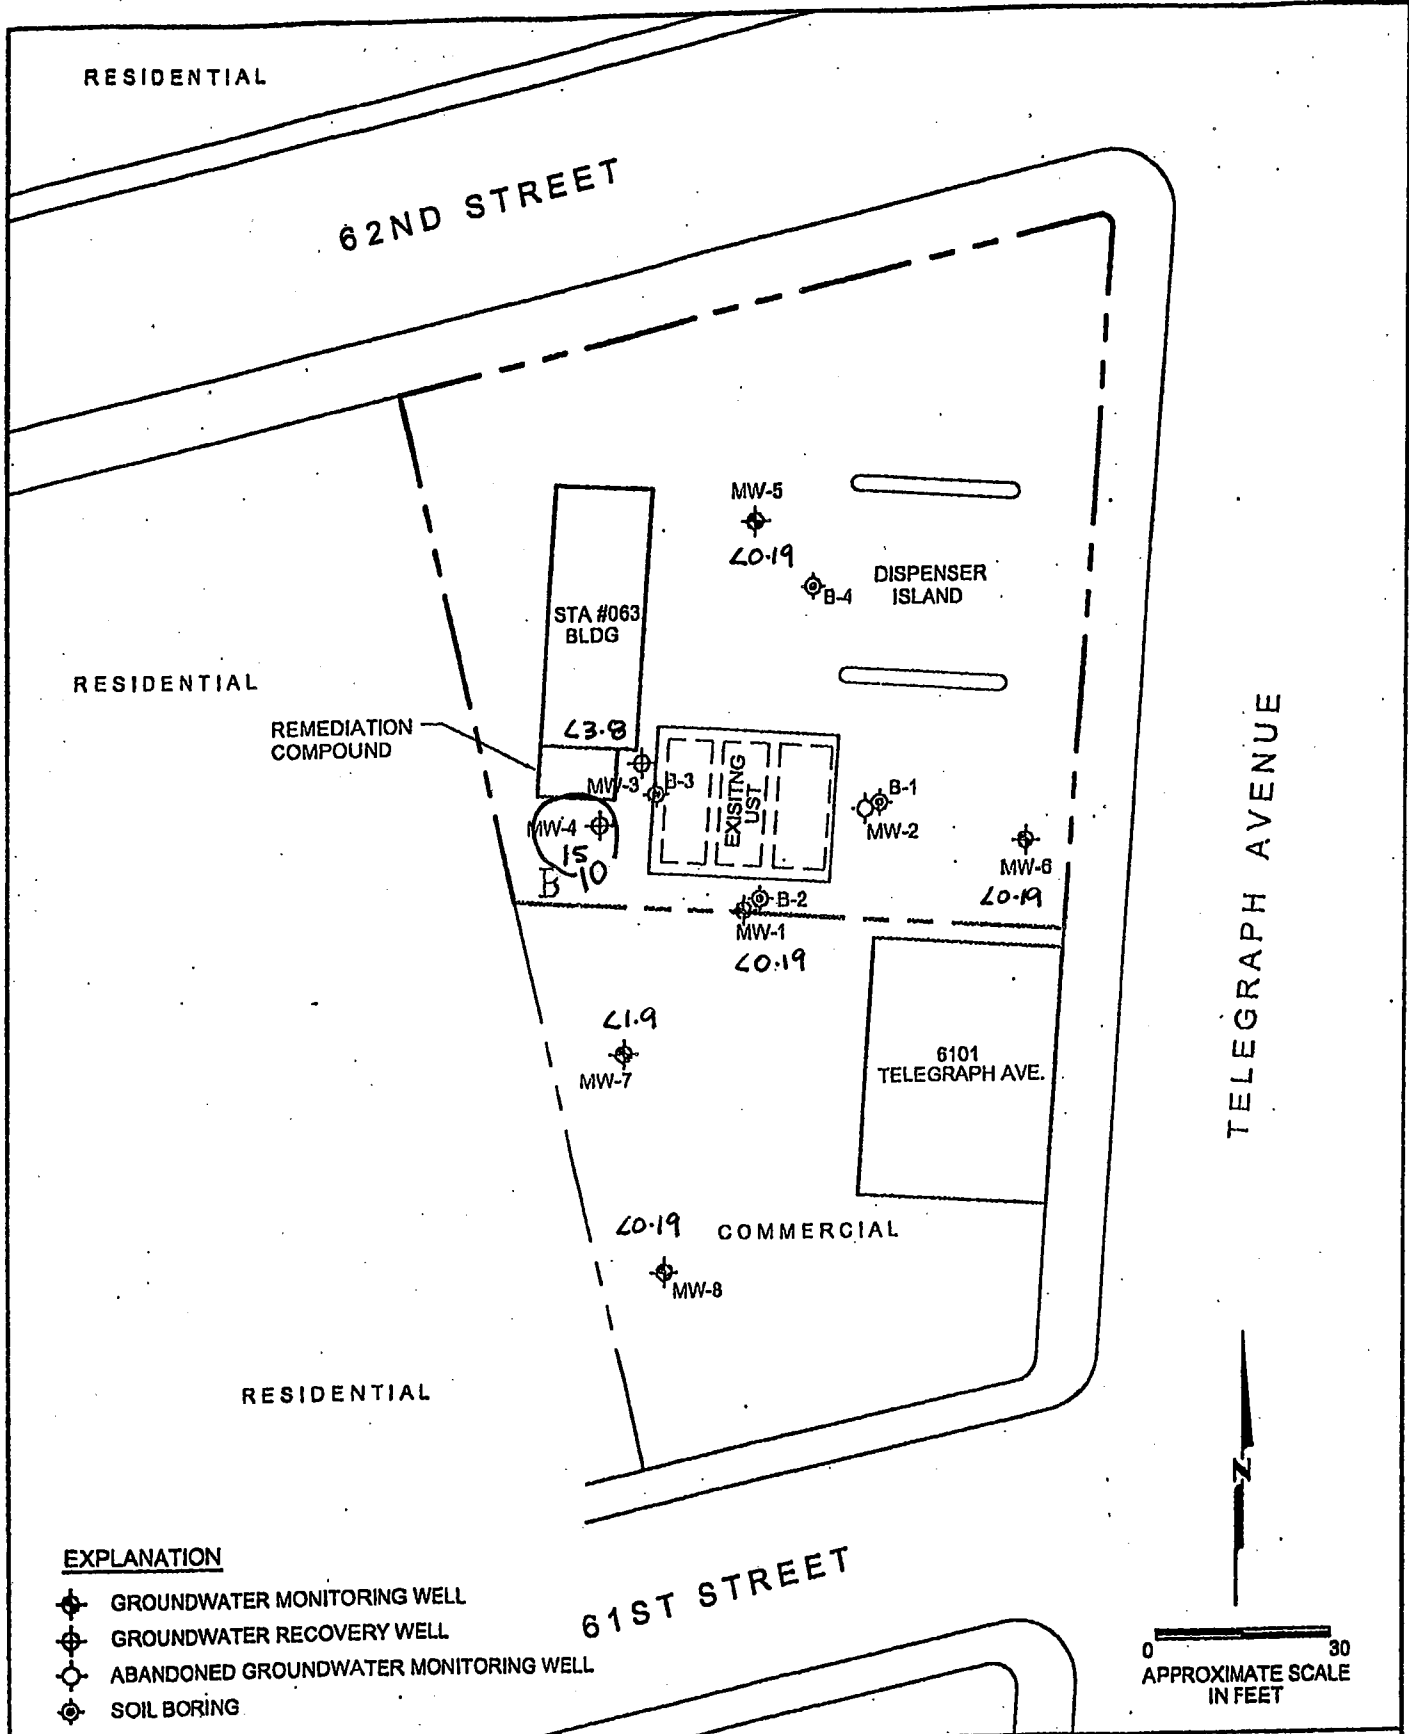 RESIDENTIAL
62ND STREET
MW-5
<0.19
B-4
DISPENSER
ISLAND
STA #063
BLDG
RESIDENTIAL
REMEDIATION
COMPOUND
<3.8
MW-3
B-3
EXISITNG
UST
B-1
MW-2
MW-4
15
10
B
MW-6
<0.19
B-2
MW-1
<0.19
TELEGRAPH AVENUE
<1.9
MW-7
6101
TELEGRAPH AVE.
<0.19
COMMERCIAL
MW-8
RESIDENTIAL
61ST STREET
EXPLANATION
GROUNDWATER MONITORING WELL
GROUNDWATER RECOVERY WELL
ABANDONED GROUNDWATER MONITORING WELL
SOIL BORING
N
0 30
APPROXIMATE SCALE
IN FEET